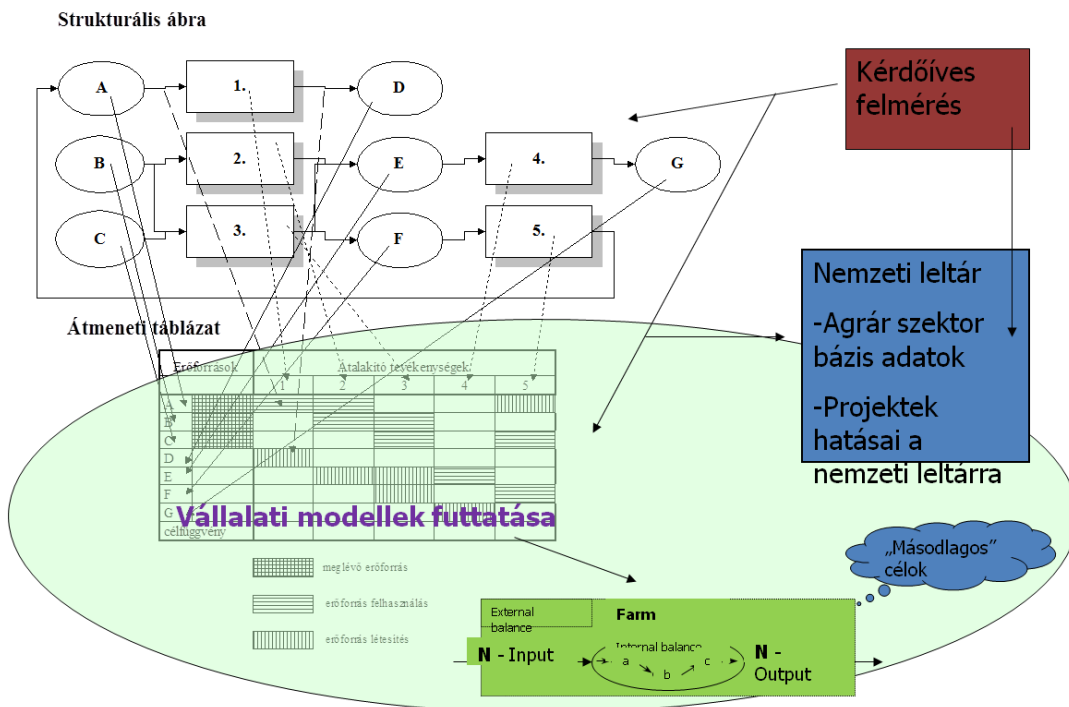 Strukturális ábra
A
1.
D
B
2.
E
4.
G
C
3.
F
5.
Kérdőíves
felmérés
Nemzeti leltár
-Agrár szektor
bázis adatok
-Projektek
hatásai a
nemzeti leltárra
Átmeneti táblázat
Erőforrások
Átalakító tevékenységek
1
2
3
4
5
A
B
C
D
E
F
G
Vállalati modellek futtatása
célfüggvény
meglévő erőforrás
erőforrás felhasználás
erőforrás létesítés
„Másodlagos”
célok
External
balance
Farm
Internal balance
N - Input
a
b
c
N -
Output